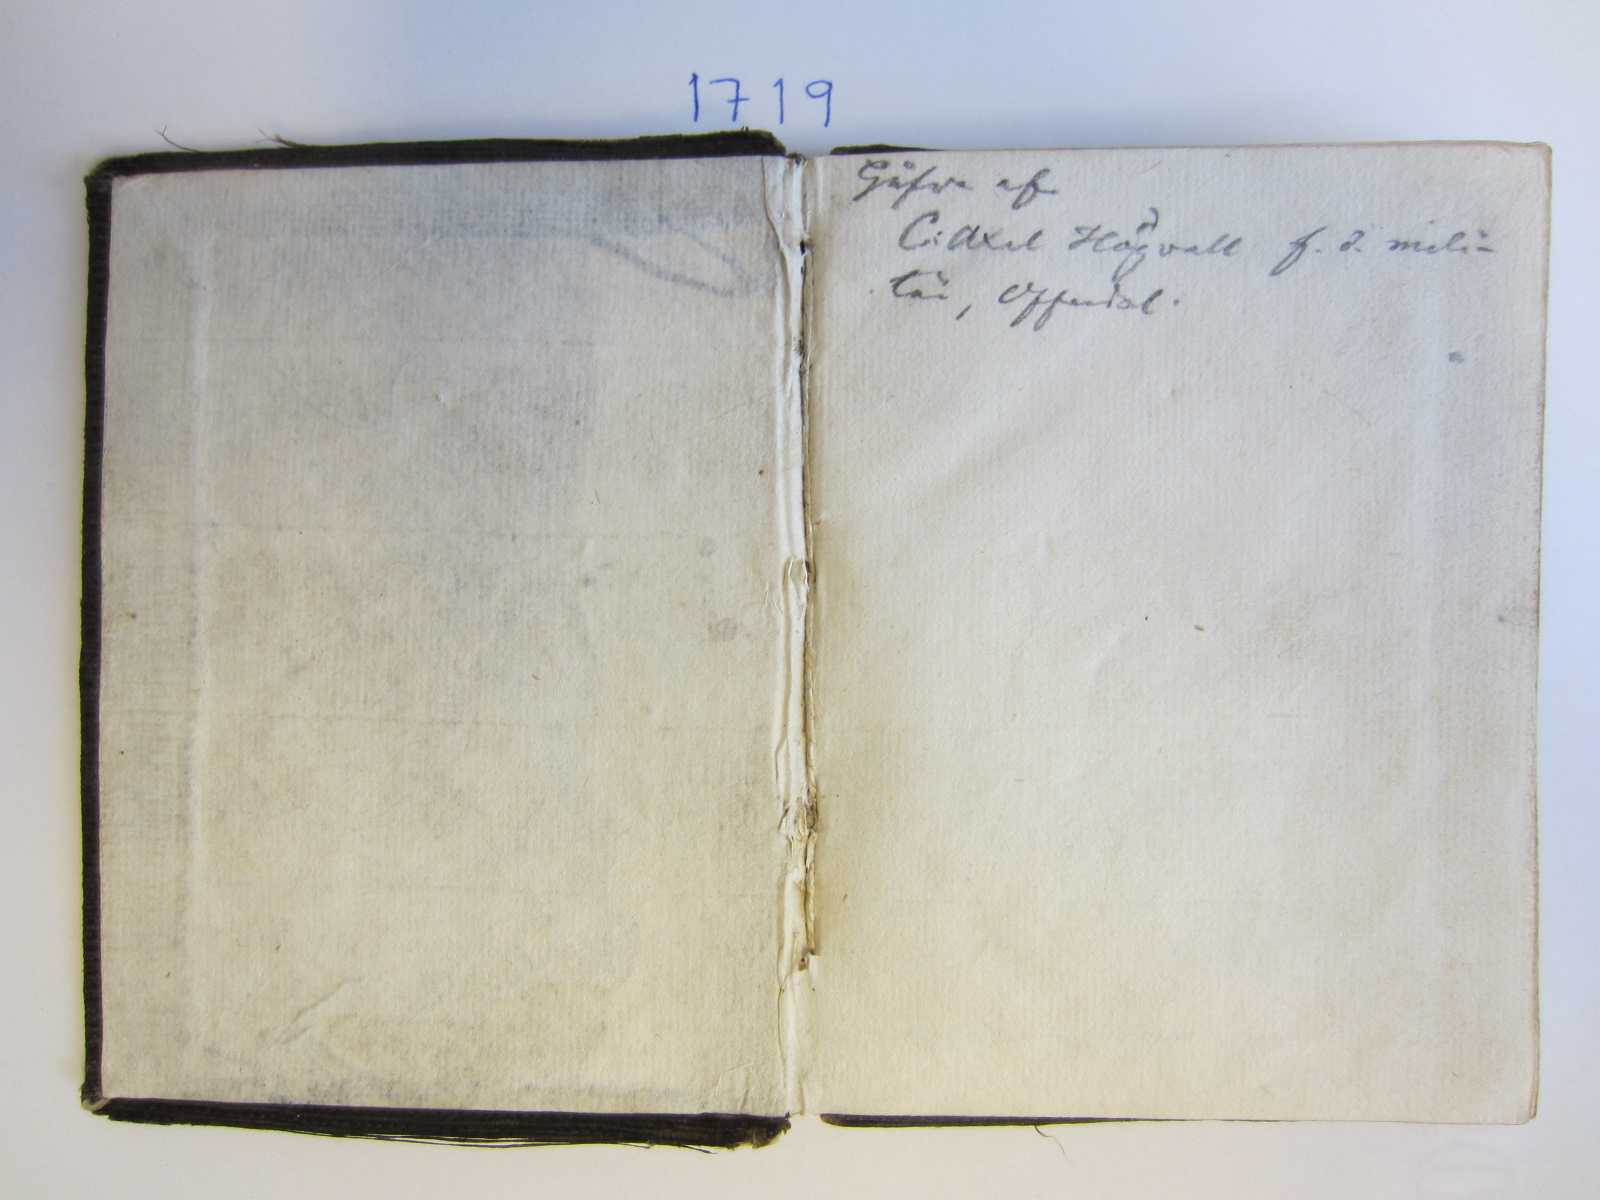 1719
Gåfva af
C: Axel Högvall f. d. mili-
tär, Offerdal.